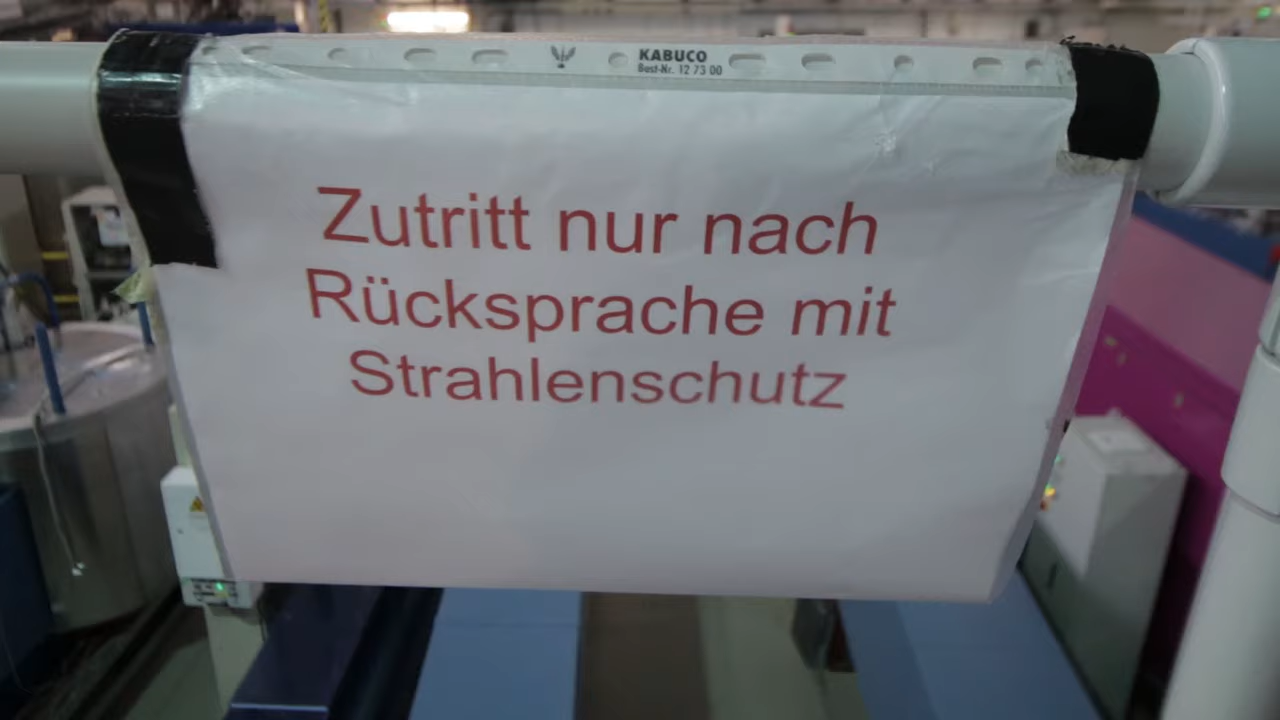 KABUCO
Best-Nr. 12 73 00
Zutritt nur nach
Rücksprache mit
Strahlenschutz